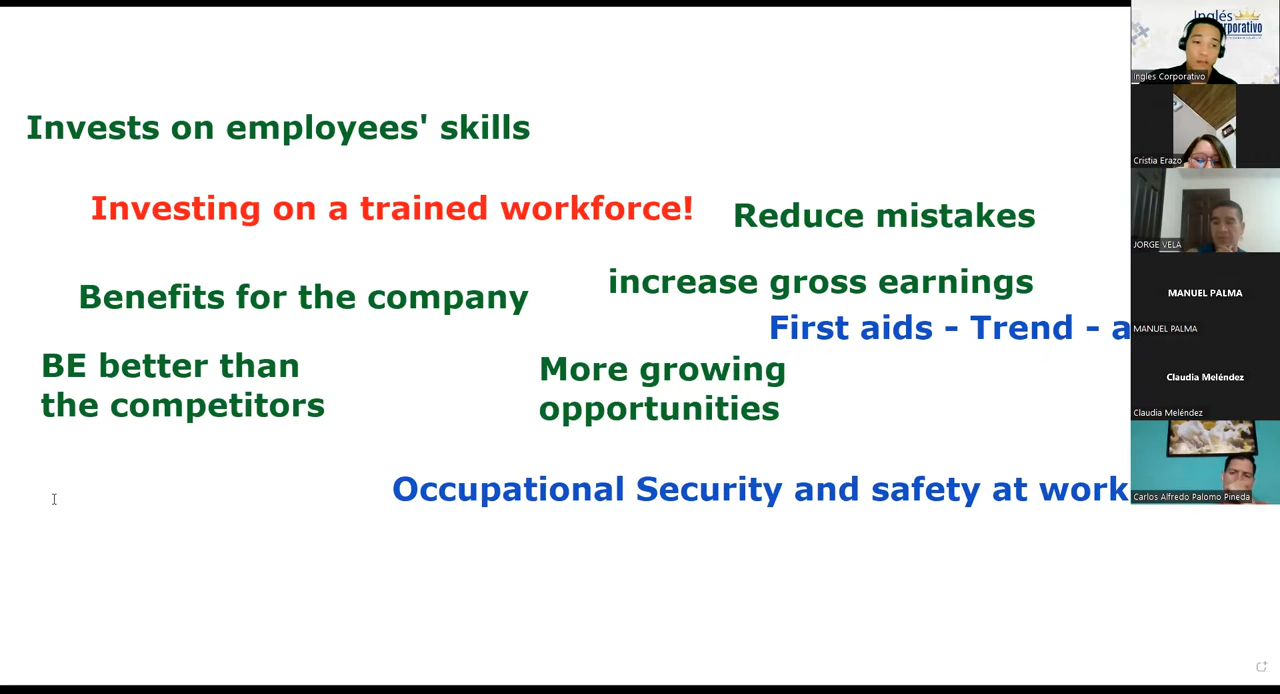 Invests on employees' skills
Investing on a trained workforce!
Reduce mistakes
increase gross earnings
Benefits for the company
First aids - Trend - a
BE better than
the competitors
More growing
opportunities
Occupational Security and safety at work
Inglés
Corporativo
Ingles Corporativo
Cristia Erazo
JORGE VELA
MANUEL PALMA
MANUEL PALMA
Claudia Meléndez
Claudia Meléndez
Carlos Alfredo Palomo Pineda